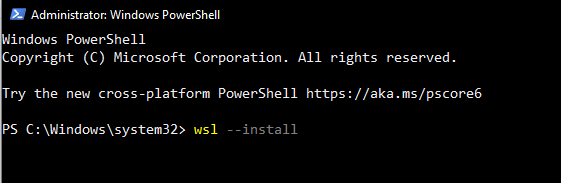 Administrator: Windows PowerShell
Windows PowerShell
Copyright (C) Microsoft Corporation. All rights reserved.
Try the new cross-platform PowerShell https://aka.ms/pscore6
PS C:\Windows\system32> wsl --install